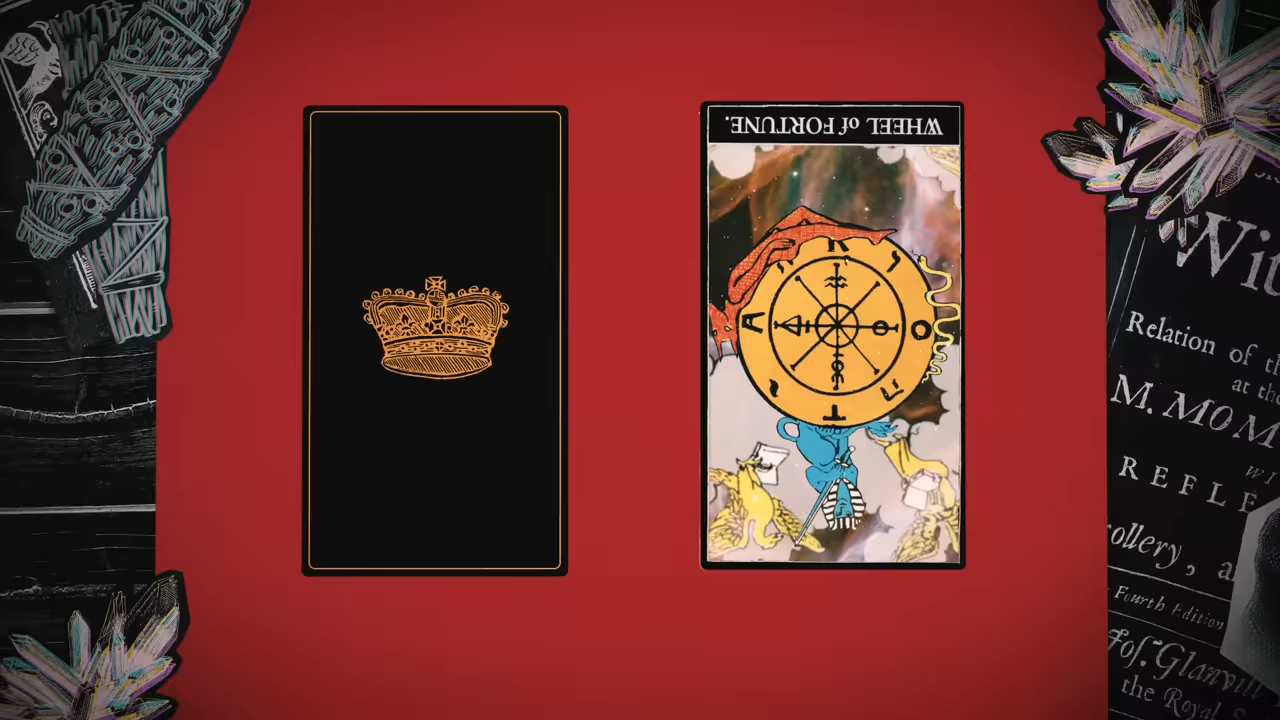 WHEEL of FORTUNE.
T
A
R
O
Wit
Relation of th
at the
M. MOM
REFLE
ollery, a
Fourth Edition
Jos. Glanvil
the Royal S